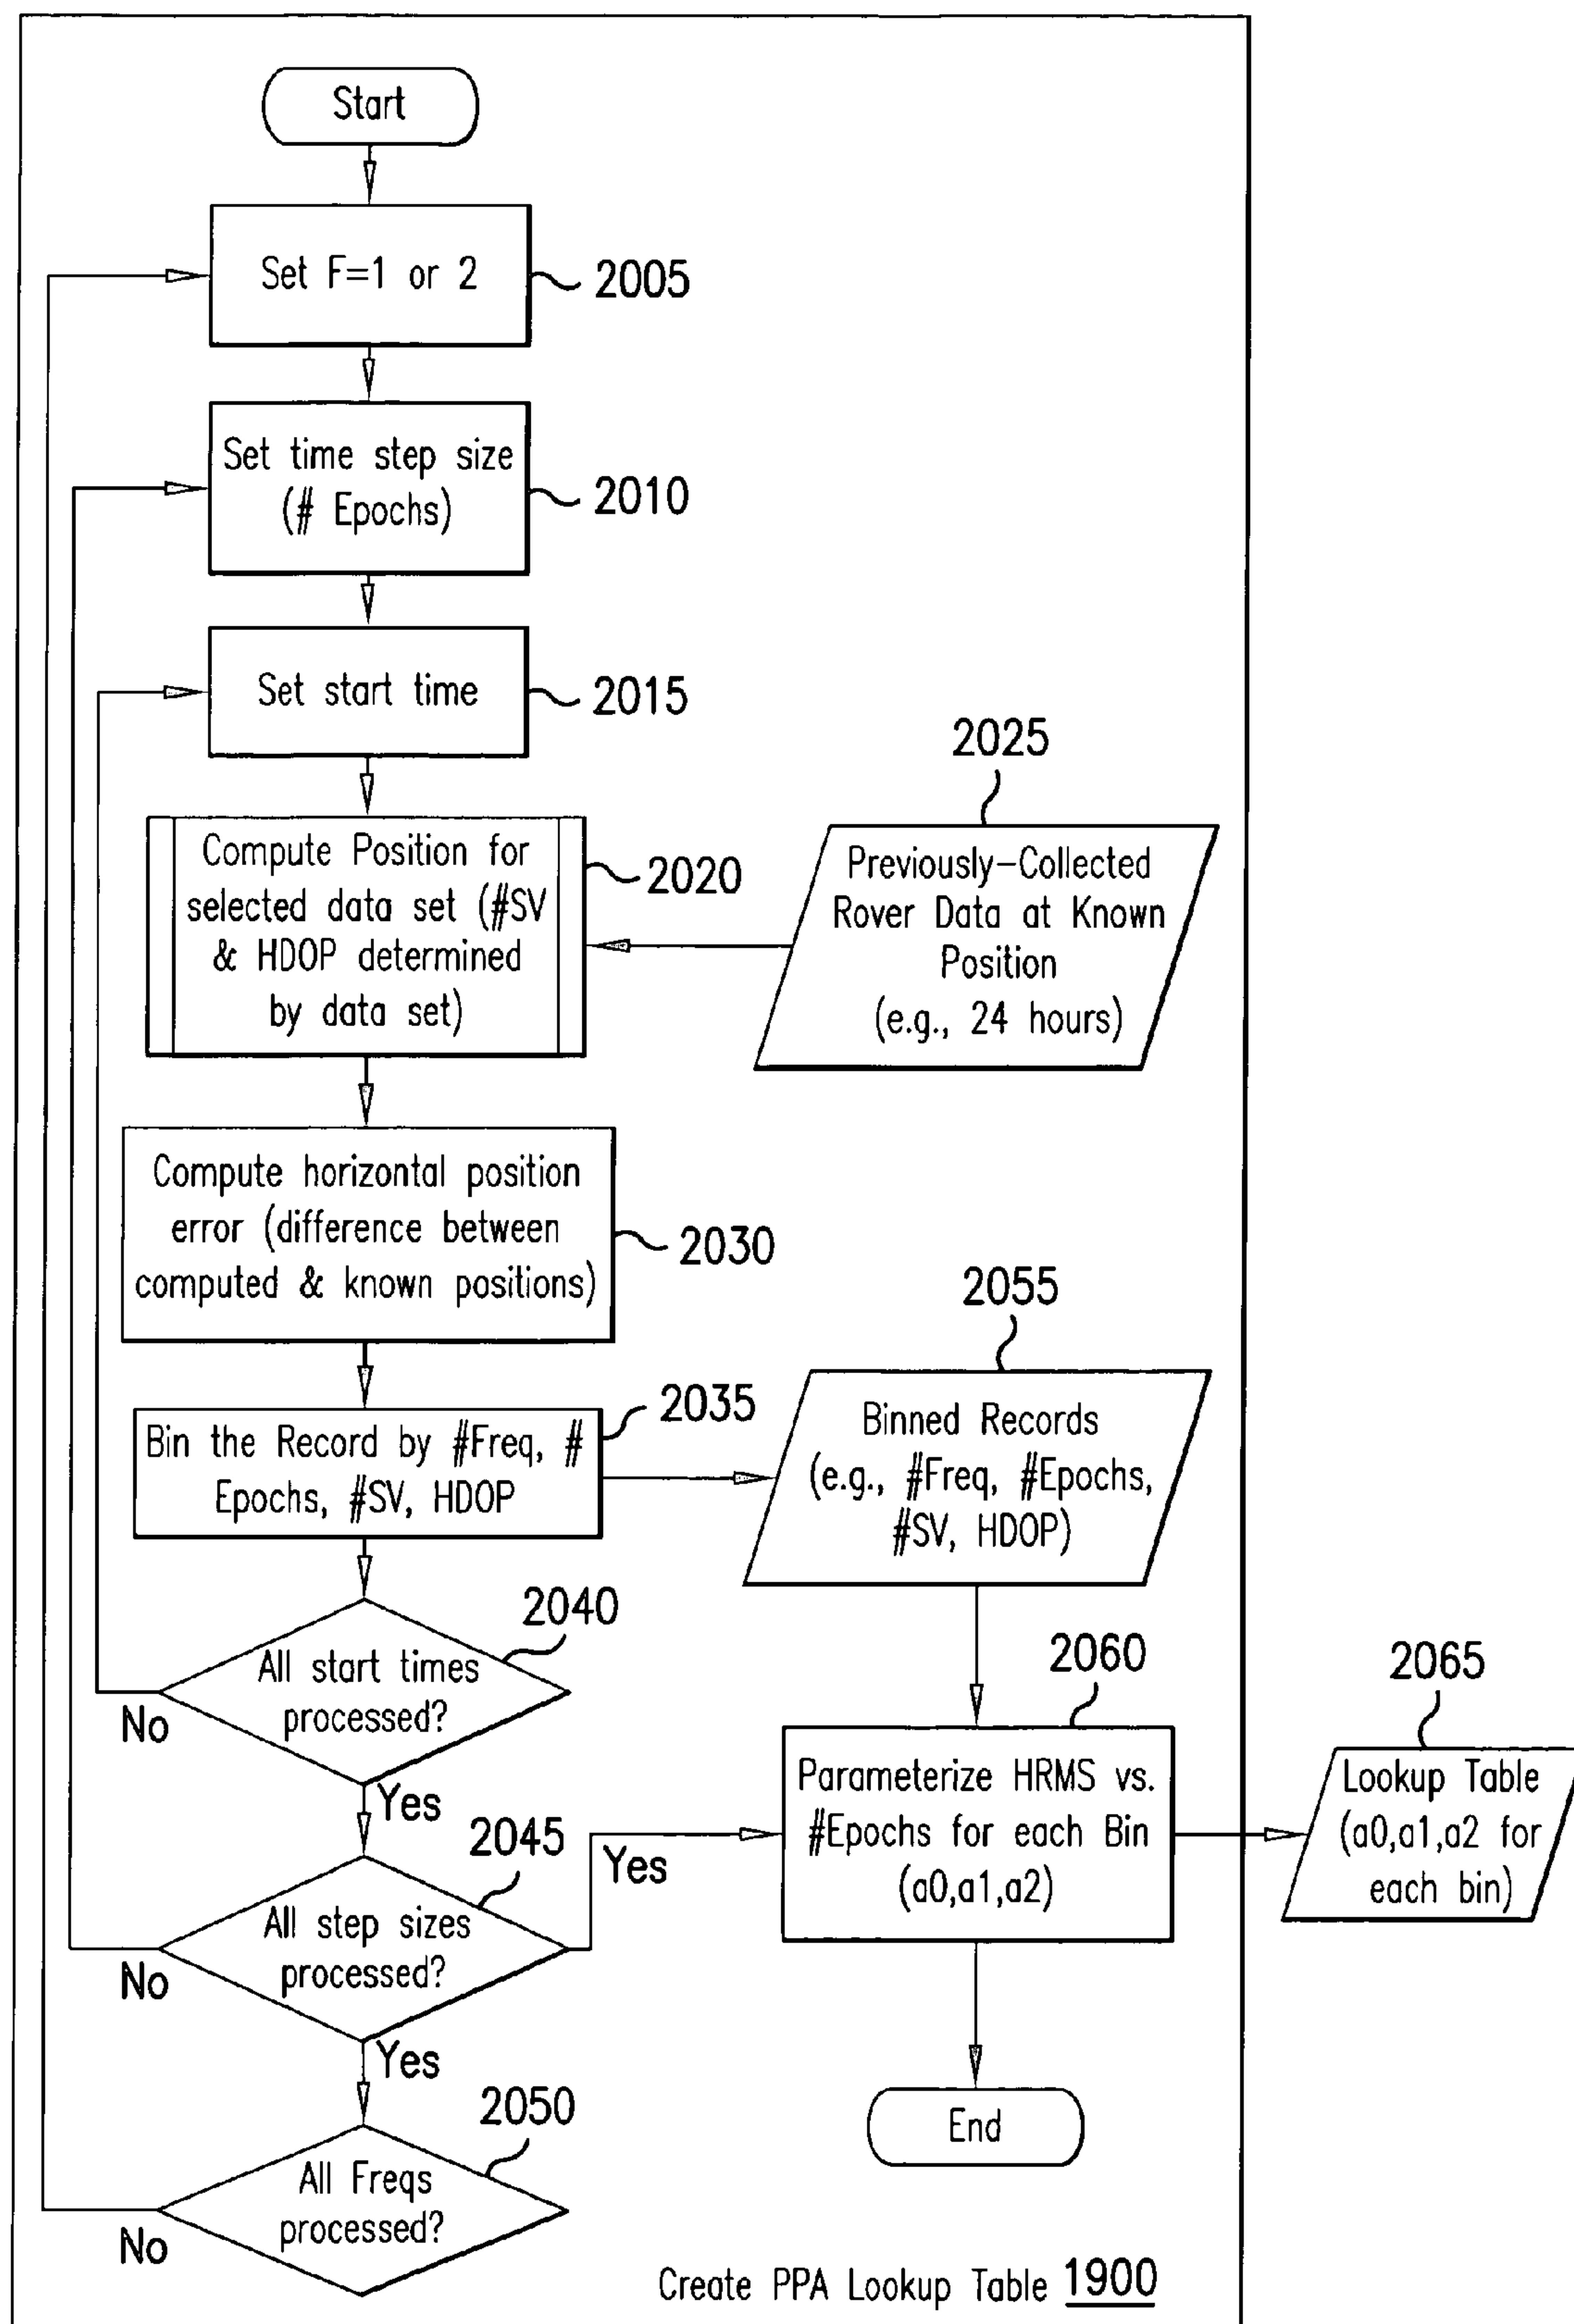 Start
Set F=1 or 2
2005
Set time step size
(# Epochs)
2010
Set start time
2015
2025
Compute Position for
selected data set (#SV
& HDOP determined
by data set)
2020
Previously-Collected
Rover Data at Known
Position
(e.g., 24 hours)
Compute horizontal position
error (difference between
computed & known positions)
2030
2055
2035
Bin the Record by #Freq, #
Epochs, #SV, HDOP
Binned Records
(e.g., #Freq, #Epochs,
#SV, HDOP)
2040
All start times
processed?
No
Yes
2060
2065
Parameterize HRMS vs.
#Epochs for each Bin
(a0,a1,a2)
Lookup Table
(a0,a1,a2 for
each bin)
2045
Yes
All step sizes
processed?
No
Yes
2050
All Freqs
processed?
No
End
Create PPA Lookup Table 1900